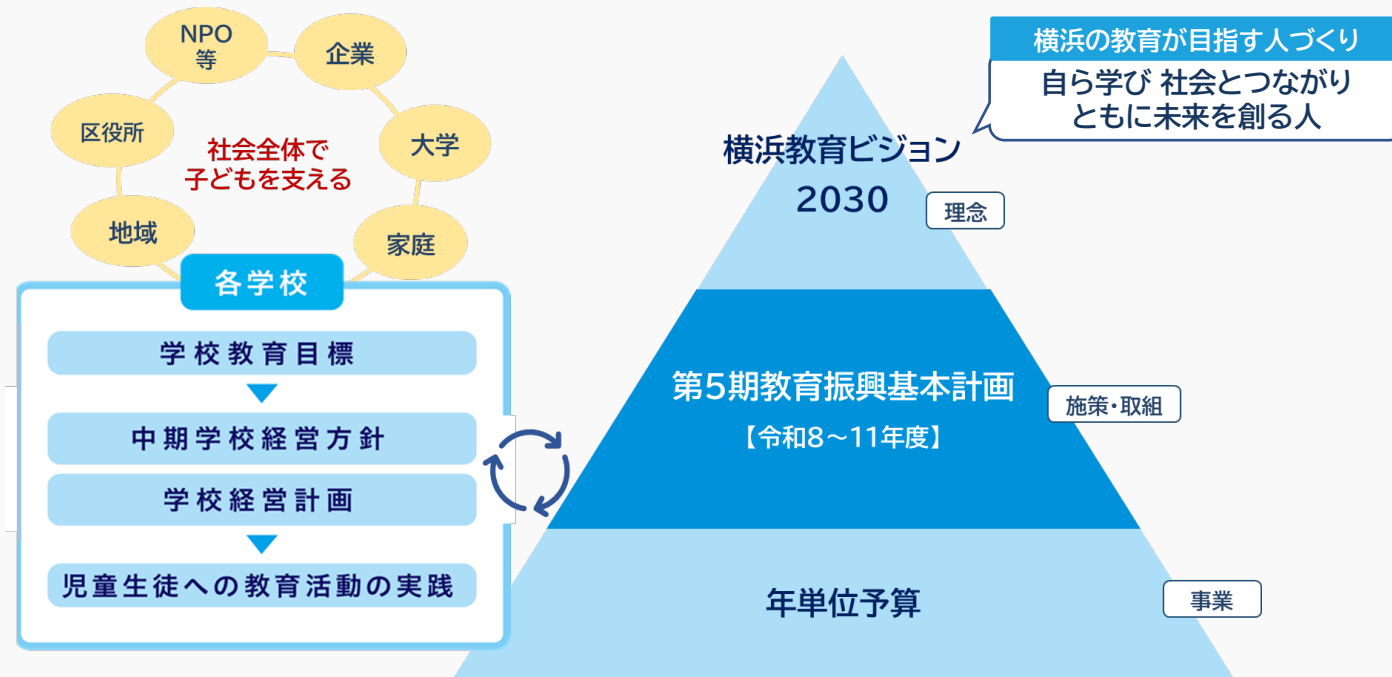 NPO
等
企業
区役所
大学
社会全体で
子どもを支える
地域
家庭
各学校
学校教育目標
中期学校経営方針
学校経営計画
児童生徒への教育活動の実践
横浜の教育が目指す人づくり
自ら学び 社会とつながり
ともに未来を創る人
横浜教育ビジョン
2030
理念
第5期教育振興基本計画
【令和8～11年度】
施策・取組
年単位予算
事業